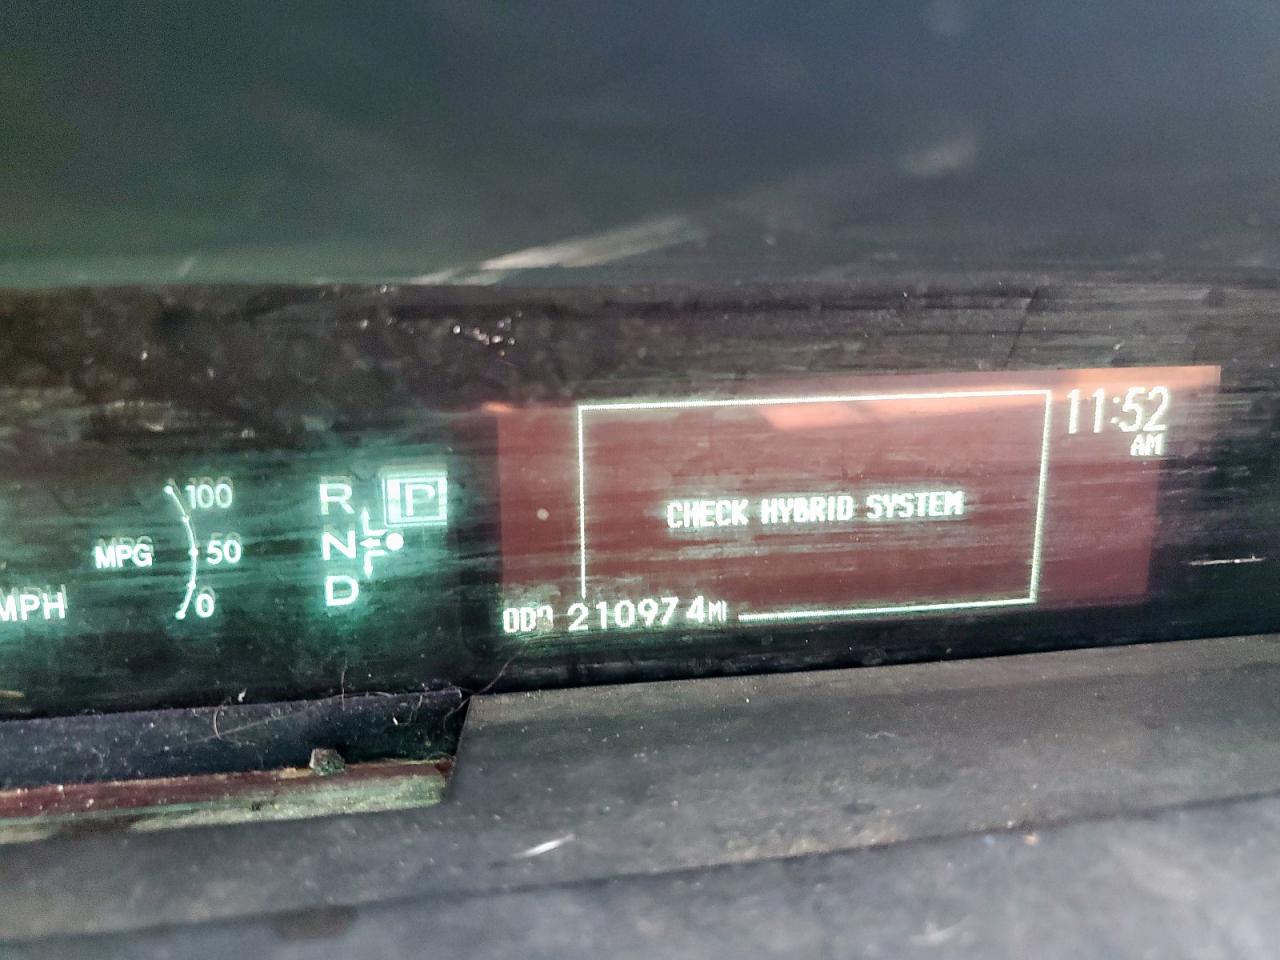 MPH
MPG
100
50
0
R P
N
D
CHECK HYBRID SYSTEM
11:52
AM
ODO 210974 MI